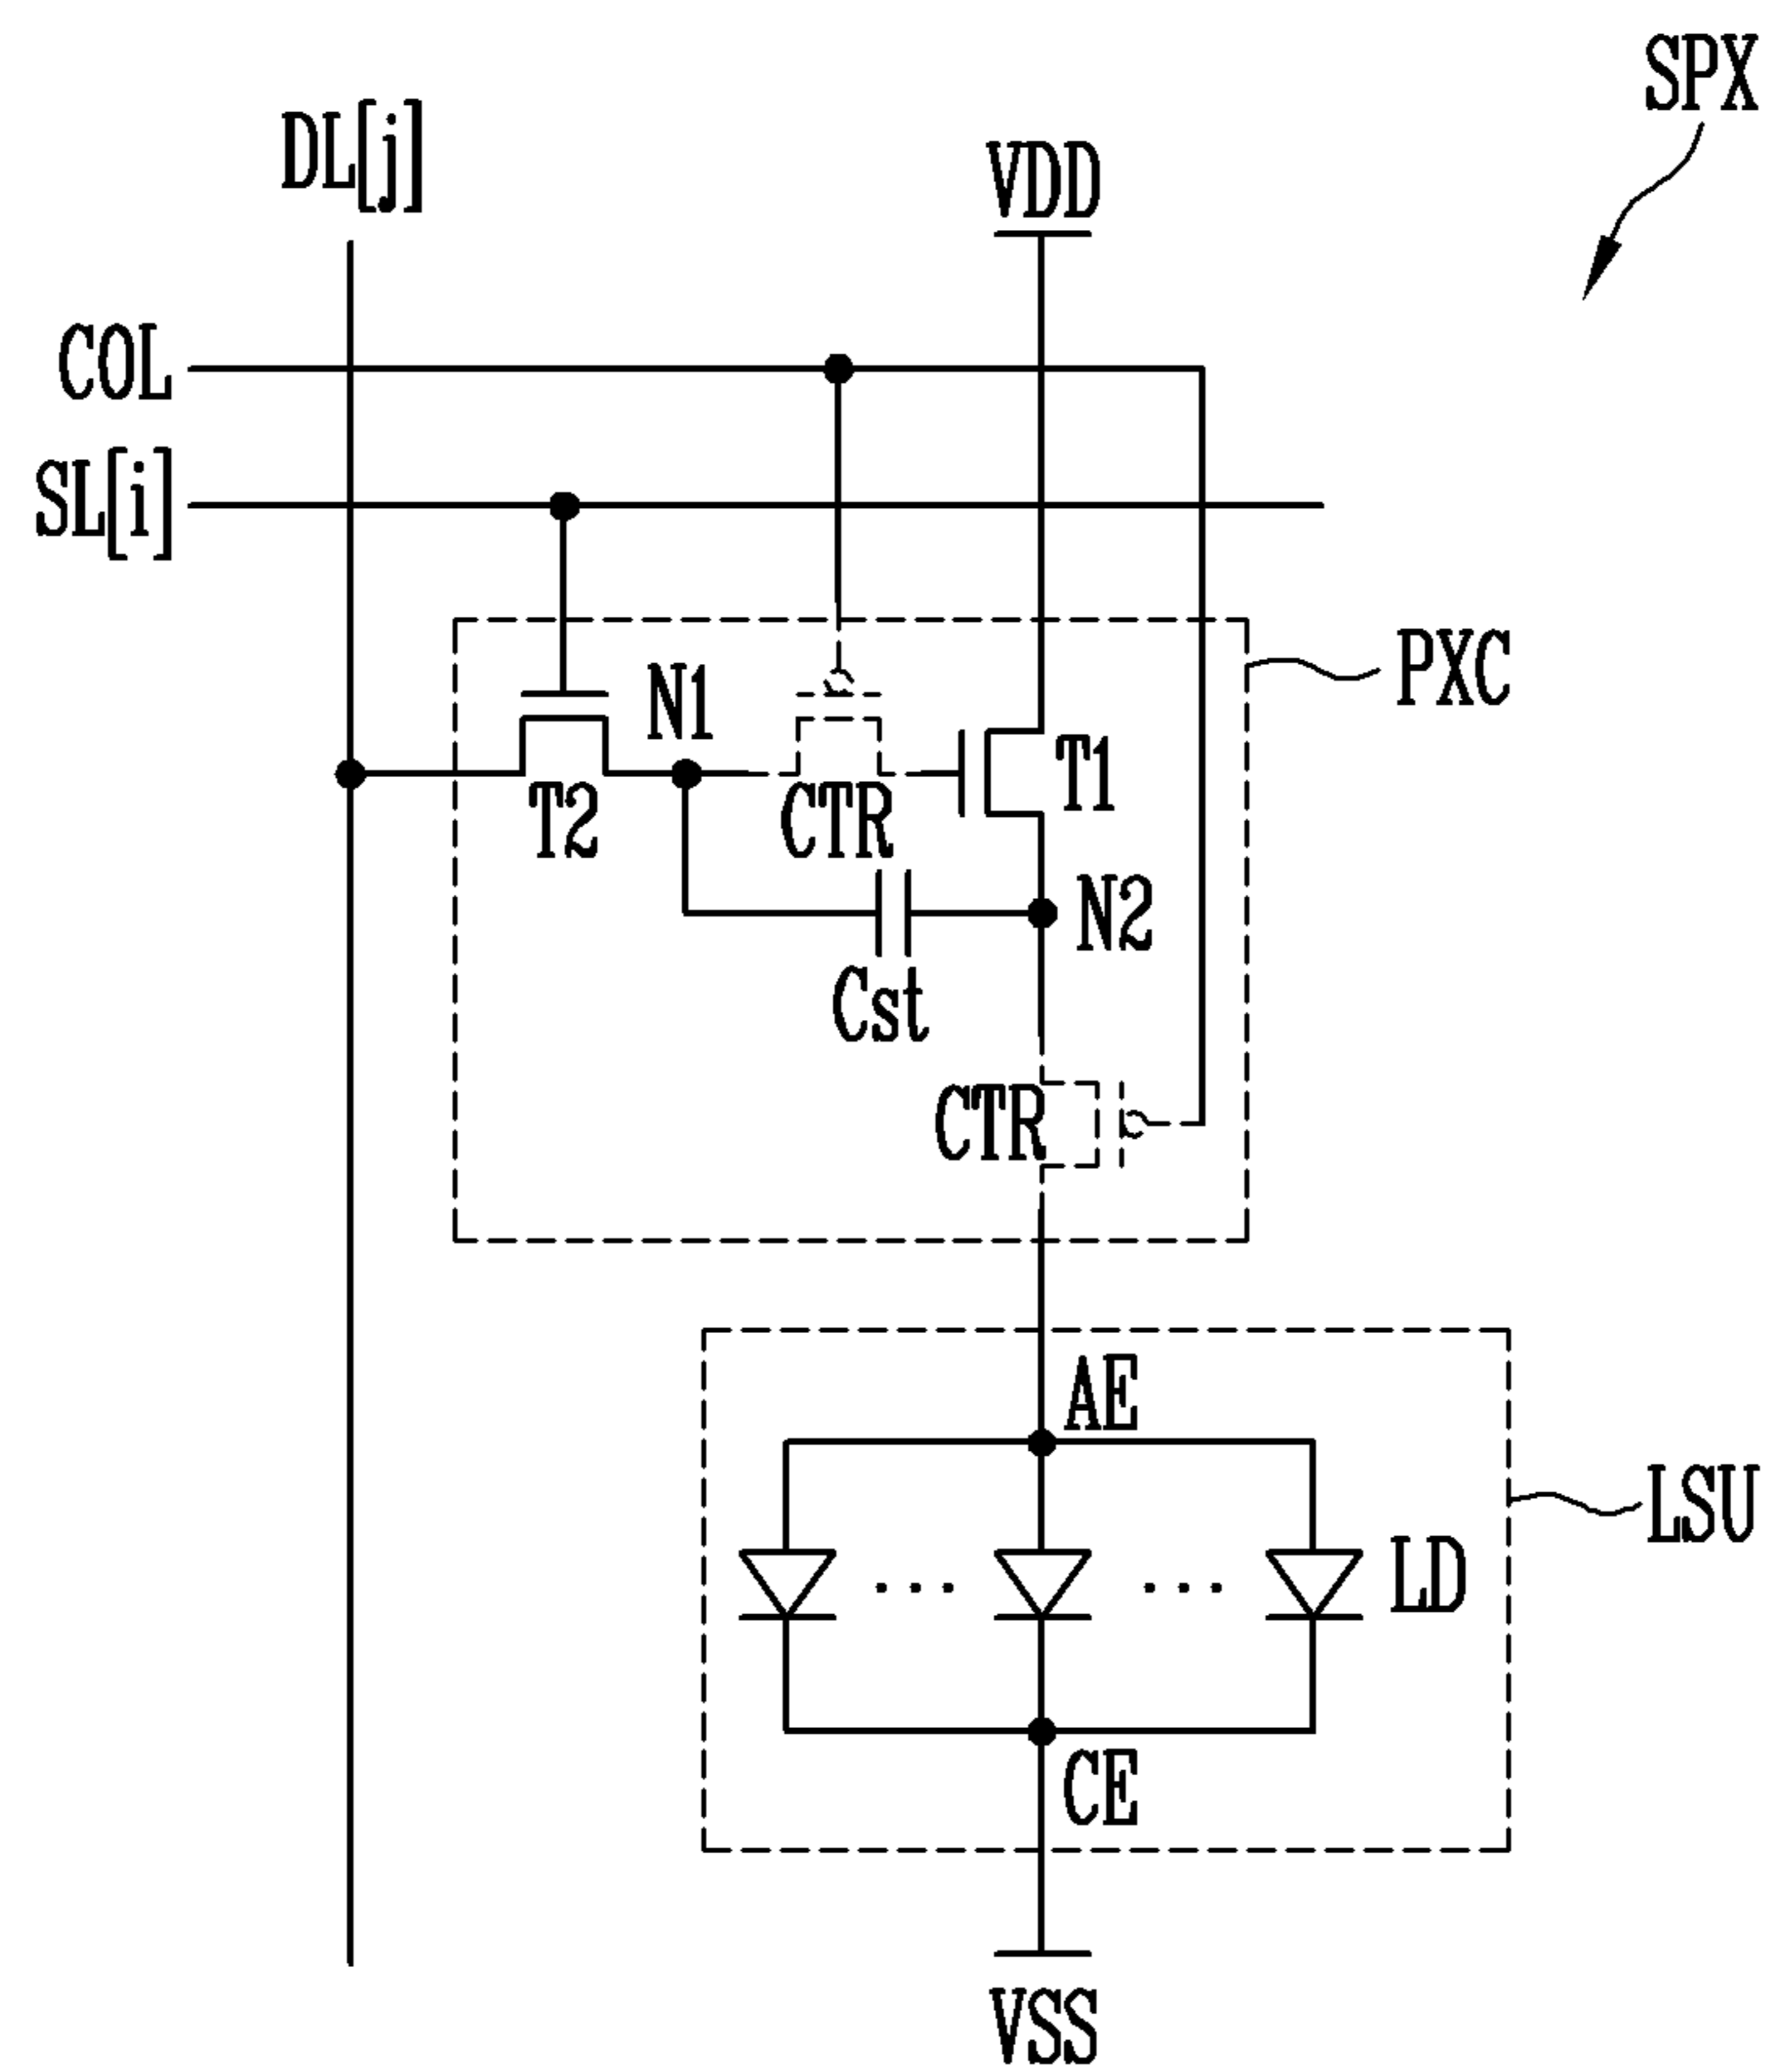 SPX
DL[j]
VDD
COL
SL[i]
PXC
N1
T1
T2
CTR
N2
Cst
CTR
AE
LSU
LD
CE
VSS